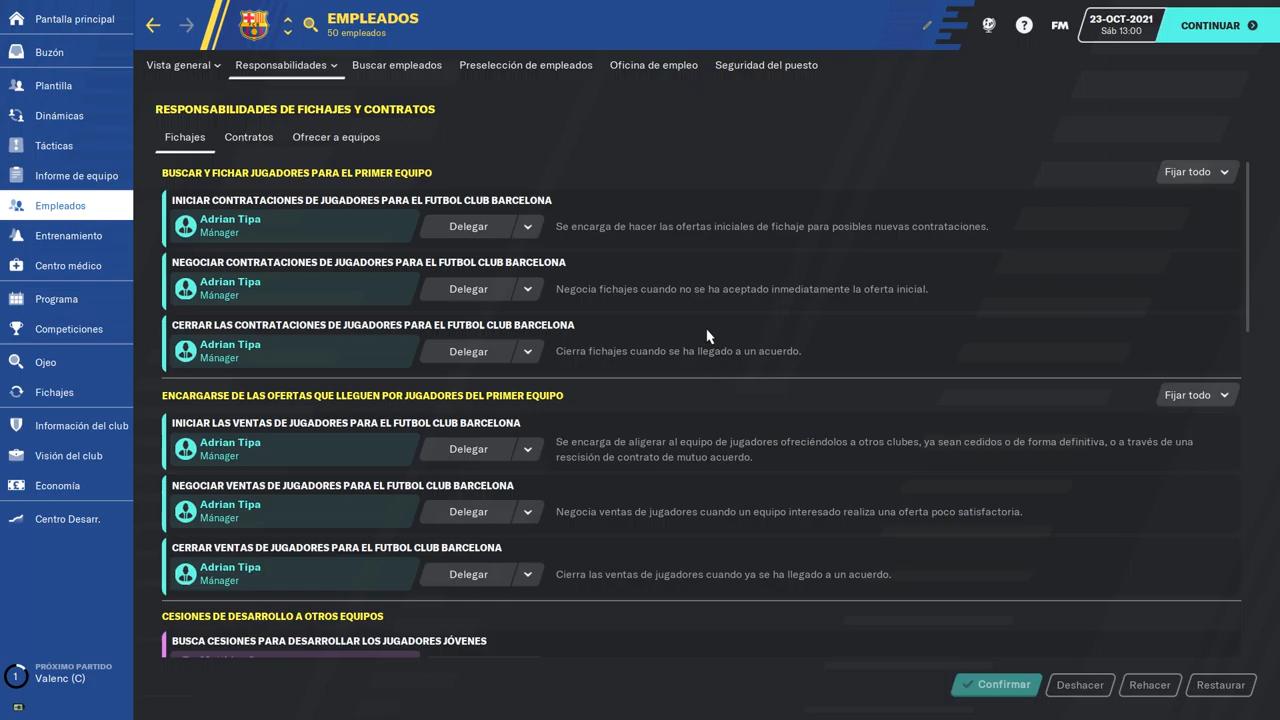 Pantalla principal
Buzón
Plantilla
Dinámicas
Tácticas
Informe de equipo
Empleados
Entrenamiento
Centro médico
Programa
Competiciones
Ojeo
Fichajes
Información del club
Visión del club
Economía
Centro Desarr.
PRÓXIMO PARTIDO
1
Valenc (C)
EMPLEADOS
50 empleados
?
FM
23-OCT-2021
Sáb 13:00
CONTINUAR
Vista general
Responsabilidades
Buscar empleados
Preselección de empleados
Oficina de empleo
Seguridad del puesto
RESPONSABILIDADES DE FICHAJES Y CONTRATOS
Fichajes
Contratos
Ofrecer a equipos
BUSCAR Y FICHAR JUGADORES PARA EL PRIMER EQUIPO
Fijar todo
INICIAR CONTRATACIONES DE JUGADORES PARA EL FUTBOL CLUB BARCELONA
Adrian Tipa
Mánager
Delegar
Se encarga de hacer las ofertas iniciales de fichaje para posibles nuevas contrataciones.
NEGOCIAR CONTRATACIONES DE JUGADORES PARA EL FUTBOL CLUB BARCELONA
Adrian Tipa
Mánager
Delegar
Negocia fichajes cuando no se ha aceptado inmediatamente la oferta inicial.
CERRAR LAS CONTRATACIONES DE JUGADORES PARA EL FUTBOL CLUB BARCELONA
Adrian Tipa
Mánager
Delegar
Cierra fichajes cuando se ha llegado a un acuerdo.
ENCARGARSE DE LAS OFERTAS QUE LLEGUEN POR JUGADORES DEL PRIMER EQUIPO
Fijar todo
INICIAR LAS VENTAS DE JUGADORES PARA EL FUTBOL CLUB BARCELONA
Adrian Tipa
Mánager
Delegar
Se encarga de aligerar al equipo de jugadores ofreciéndolos a otros clubes, ya sean cedidos o de forma definitiva, o a través de una
rescisión de contrato de mutuo acuerdo.
NEGOCIAR VENTAS DE JUGADORES PARA EL FUTBOL CLUB BARCELONA
Adrian Tipa
Mánager
Delegar
Negocia ventas de jugadores cuando un equipo interesado realiza una oferta poco satisfactoria.
CERRAR VENTAS DE JUGADORES PARA EL FUTBOL CLUB BARCELONA
Adrian Tipa
Mánager
Delegar
Cierra las ventas de jugadores cuando ya se ha llegado a un acuerdo.
CESIONES DE DESARROLLO A OTROS EQUIPOS
BUSCA CESIONES PARA DESARROLLAR LOS JUGADORES JÓVENES
Confirmar
Deshacer
Rehacer
Restaurar